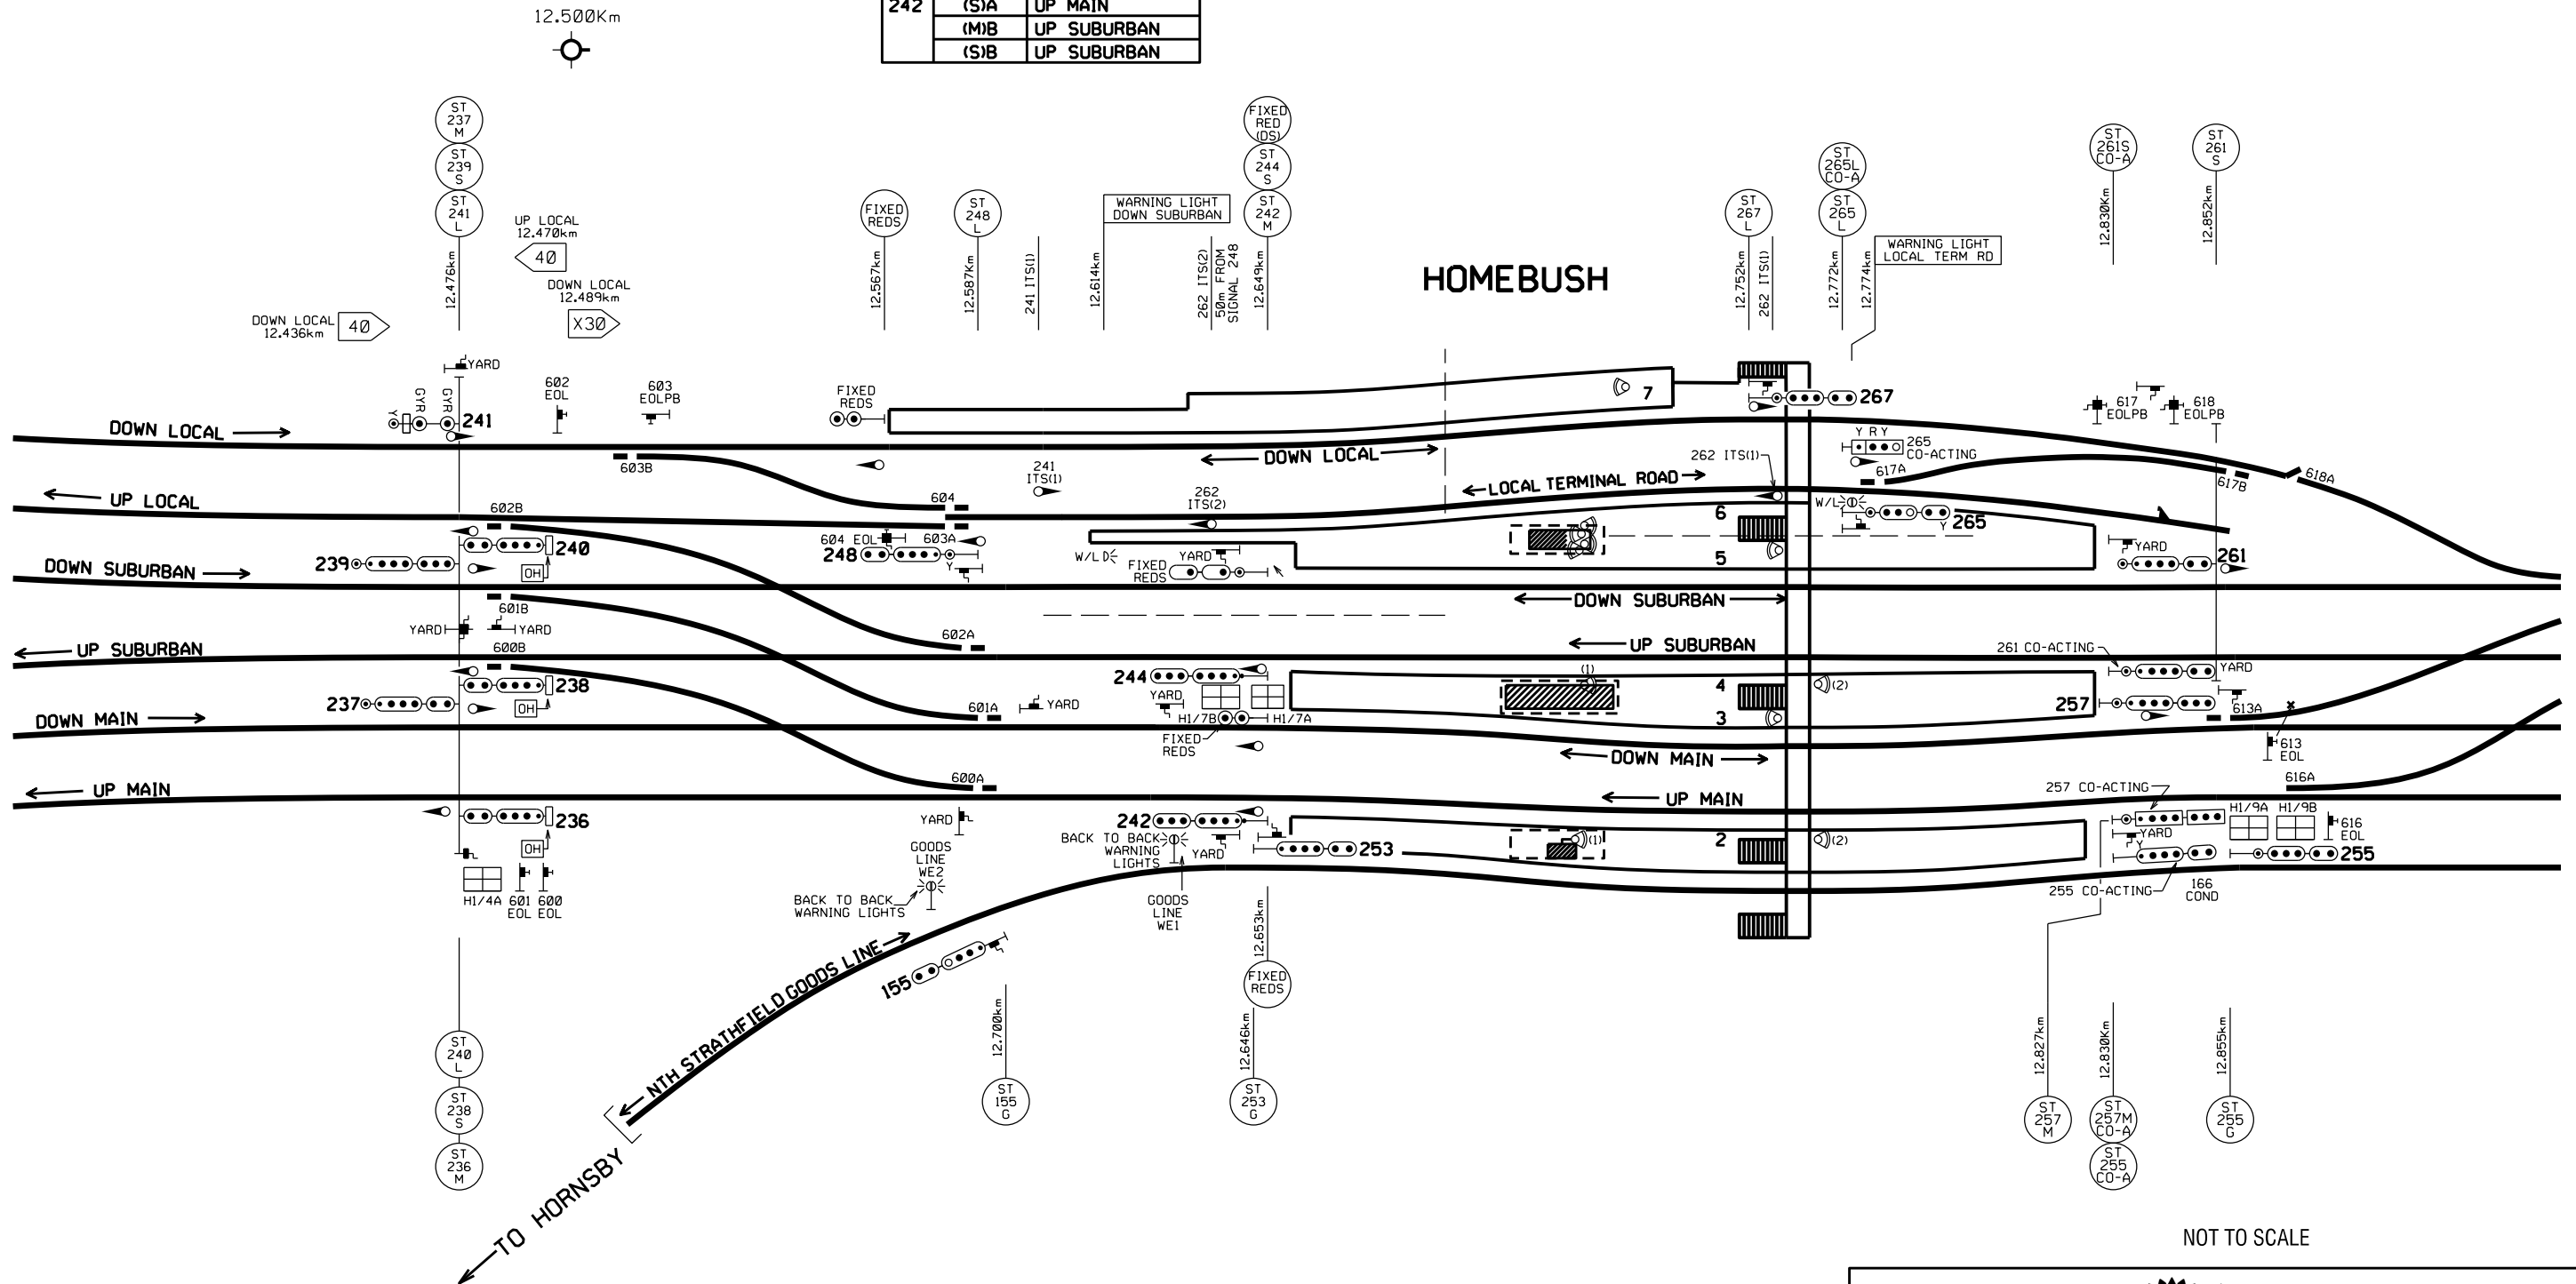 12.500Km
242 (S)A UP MAIN
(M)B UP SUBURBAN
(S)B UP SUBURBAN
ST 237 M
ST 239 S
ST 241 L
FIXED REDS
ST 248 L
WARNING LIGHT
DOWN SUBURBAN
FIXED RED (DS)
ST 244 S
ST 242 M
ST 267 L
ST 265L CO-A
ST 265 L
WARNING LIGHT
LOCAL TERM RD
ST 261S CO-A
ST 261 S
UP LOCAL
12.470km
40
DOWN LOCAL
12.489km
X30
DOWN LOCAL
12.436km
40
12.476km
12.567km
12.587Km
241 ITS(1)
12.614km
262 ITS(2)
50m FROM
SIGNAL 248
12.649km
HOMEBUSH
12.752km
262 ITS(1)
12.772km
12.774km
12.830Km
12.852km
YARD
GYR
GYR
Y
241
602
EOL
603
EOLPB
FIXED
REDS
7
267
617
EOLPB
618
EOLPB
DOWN LOCAL
603B
241
ITS(1)
DOWN LOCAL
262 ITS(1)
Y R Y
265
CO-ACTING
617A
617B
618A
UP LOCAL
602B
604
262
ITS(2)
LOCAL TERMINAL ROAD
W/L
Y
265
240
OH
239
604 EOL
603A
248
Y
W/L
YARD
FIXED
REDS
6
5
YARD
261
DOWN SUBURBAN
601B
DOWN SUBURBAN
YARD
YARD
600B
602A
UP SUBURBAN
UP SUBURBAN
261 CO-ACTING
YARD
238
OH
237
244
YARD
H1/7B
H1/7A
FIXED
REDS
(1)
4
3
(2)
257
613A
DOWN MAIN
601A
YARD
DOWN MAIN
613
EOL
600A
616A
UP MAIN
UP MAIN
257 CO-ACTING
H1/9A
H1/9B
616
EOL
236
OH
YARD
242
BACK TO BACK
WARNING
LIGHTS
YARD
253
(1)
2
(2)
YARD
Y
255
255 CO-ACTING
166
COND
H1/4A
601
EOL
600
EOL
GOODS
LINE
WE2
BACK TO BACK
WARNING LIGHTS
GOODS
LINE
WE1
NTH STRATHFIELD GOODS LINE
155
12.653km
FIXED REDS
12.646km
ST 253 G
12.700km
ST 155 G
ST 240 L
ST 238 S
ST 236 M
12.827km
ST 257 M
12.830Km
ST 257M CO-A
ST 255 CO-A
12.855km
ST 255 G
TO HORNSBY
NOT TO SCALE